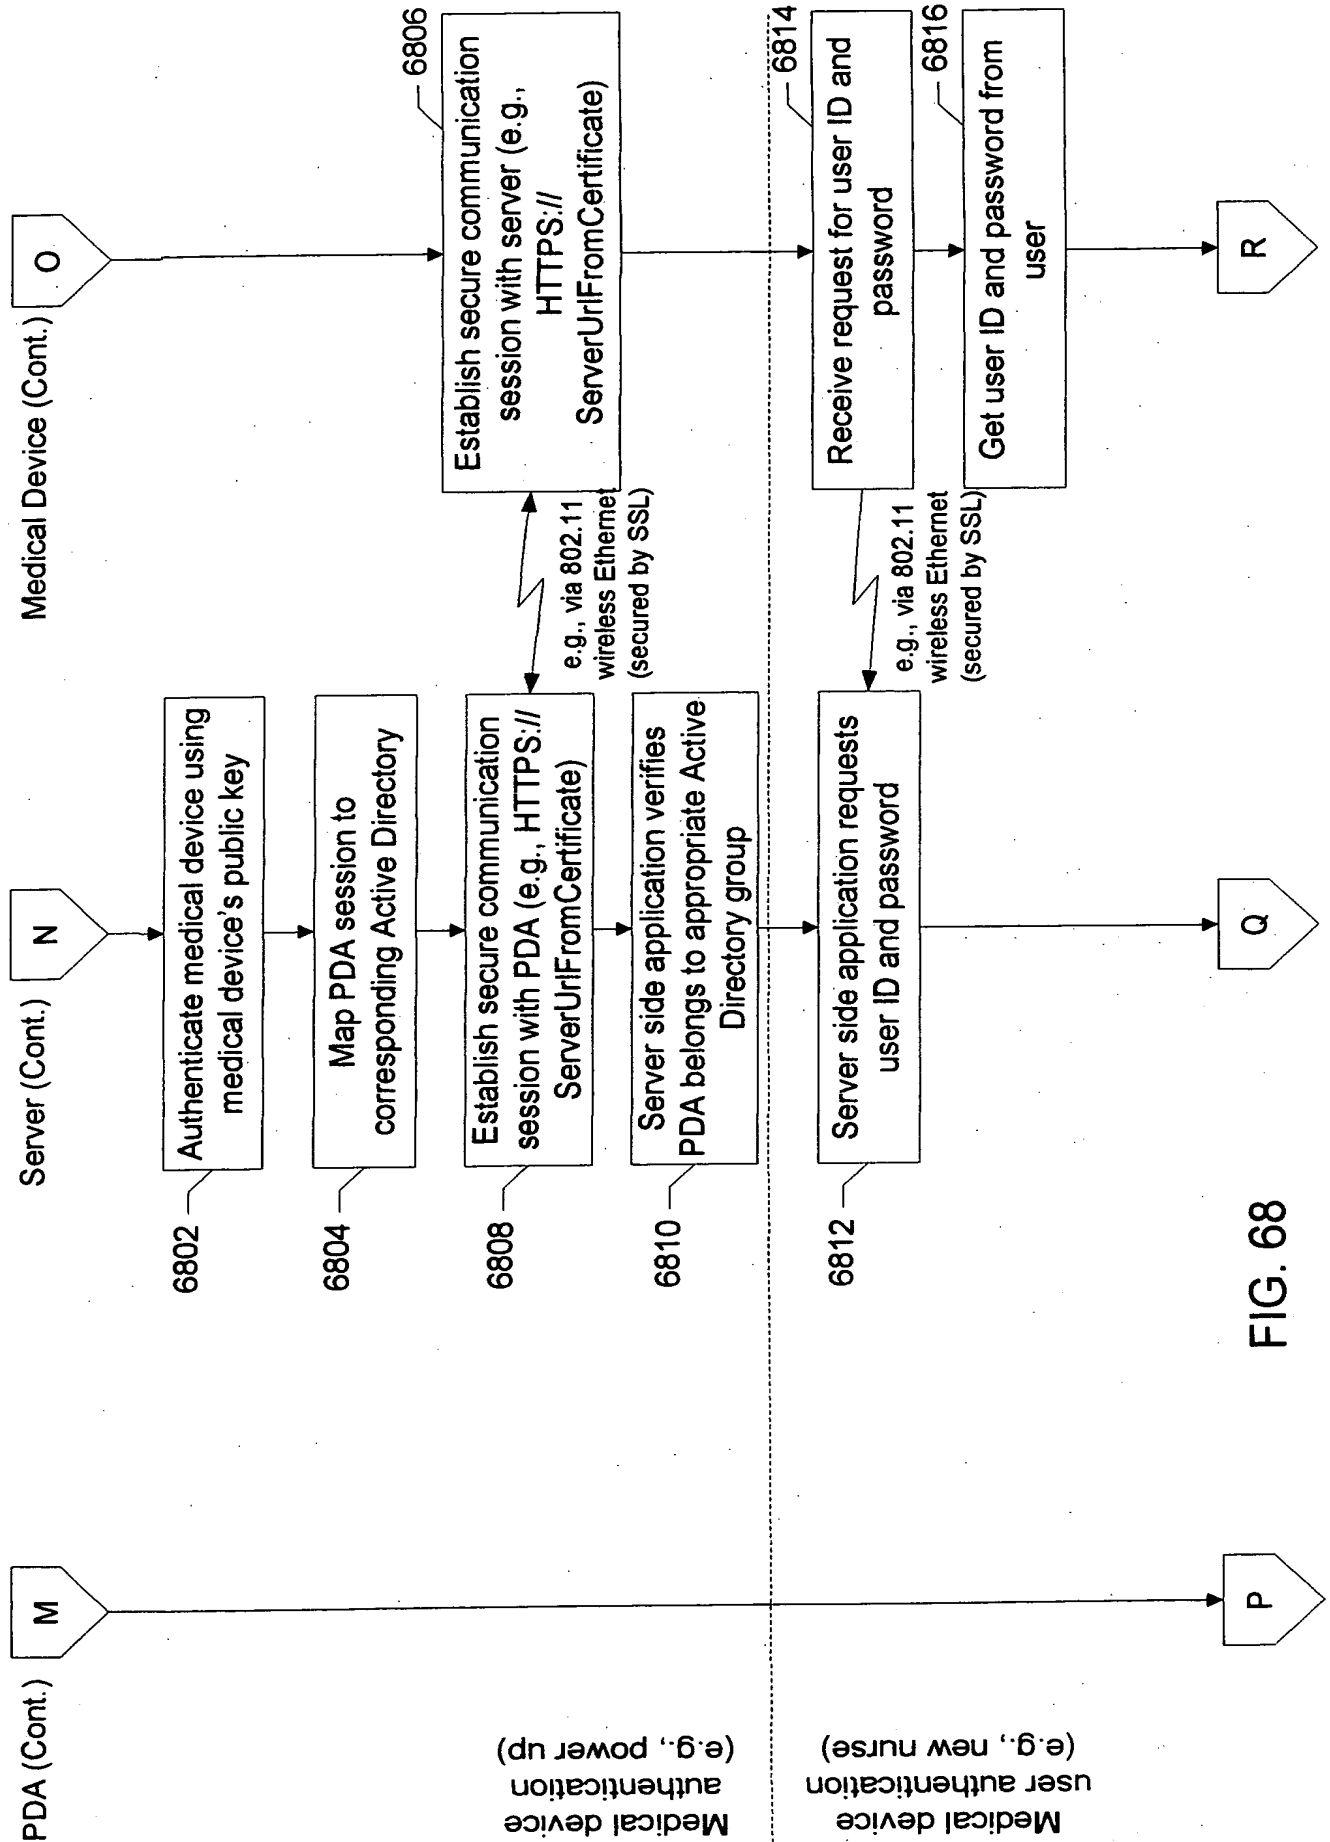 PDA (Cont.)
Server (Cont.)
Medical Device (Cont.)
M
N
O
6802
Authenticate medical device using
medical device's public key
6804
Map PDA session to
corresponding Active Directory
6806
Establish secure communication
session with server (e.g.,
HTTPS://
ServerUrlFromCertificate)
6808
Establish secure communication
session with PDA (e.g., HTTPS://
ServerUrlFromCertificate)
e.g., via 802.11
wireless Ethernet
(secured by SSL)
6810
Server side application verifies
PDA belongs to appropriate Active
Directory group
Medical device
authentication
(e.g., power up)
6812
Server side application requests
user ID and password
e.g., via 802.11
wireless Ethernet
(secured by SSL)
6814
Receive request for user ID and
password
6816
Get user ID and password from
user
Medical device
user authentication
(e.g., new nurse)
P
Q
R
FIG. 68